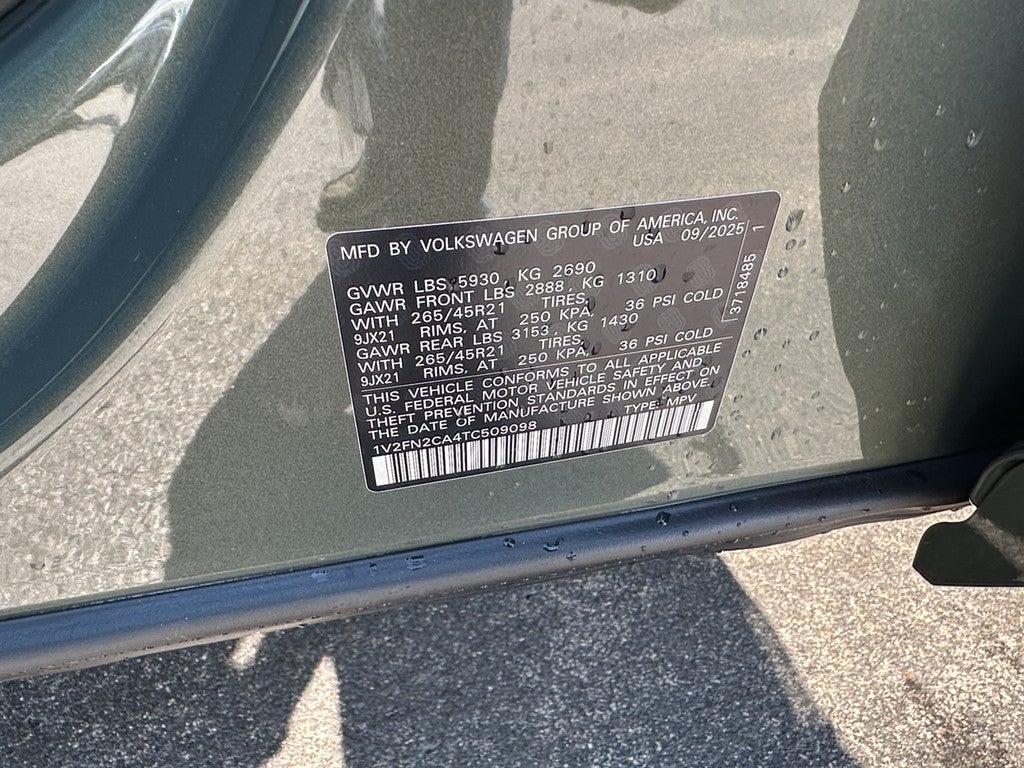 MFD BY VOLKSWAGEN GROUP OF AMERICA, INC.
USA 09/2025
GVWR LBS 5930 , KG 2690
GAWR FRONT LBS 2888, KG 1310
WITH 265/45R21 TIRES,
9JX21 RIMS, AT 250 KPA, 36 PSI COLD
GAWR REAR LBS 3153, KG 1430
WITH 265/45R21 TIRES,
9JX21 RIMS, AT 250 KPA, 36 PSI COLD
THIS VEHICLE CONFORMS TO ALL APPLICABLE
U.S. FEDERAL MOTOR VEHICLE SAFETY AND
THEFT PREVENTION STANDARDS IN EFFECT ON
THE DATE OF MANUFACTURE SHOWN ABOVE.
1V2FN2CA4TC509098 TYPE: MPV
3718485 1